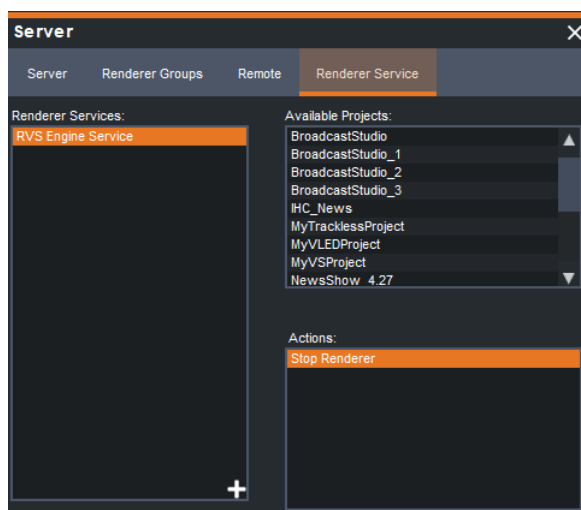 Server
Server Renderer Groups Remote Renderer Service
Renderer Services:
RVS Engine Service
Available Projects:
BroadcastStudio
BroadcastStudio_1
BroadcastStudio_2
BroadcastStudio_3
IHC_News
MyTracklessProject
MyVLEDProject
MyVSProject
NewsShow_4.27
Actions:
Stop Renderer